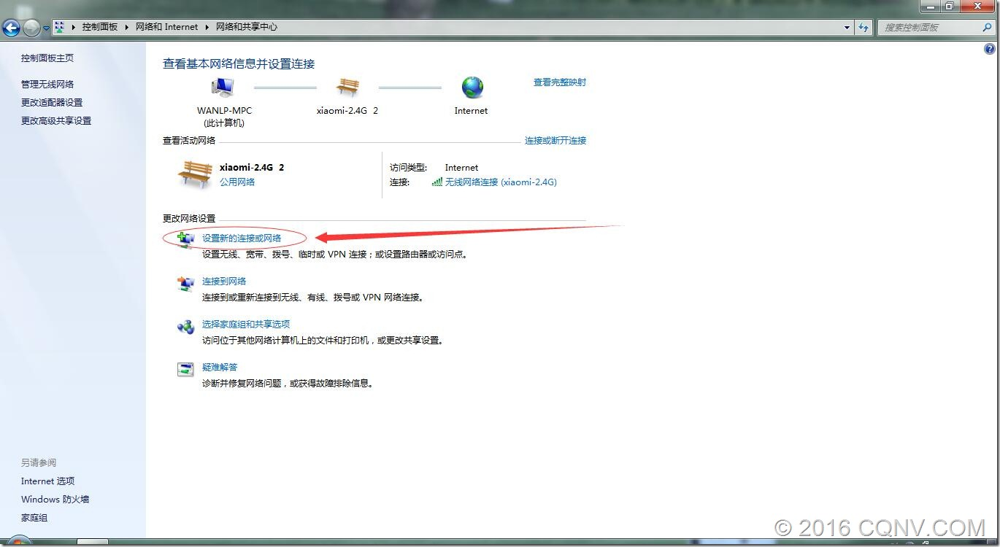 控制面板 网络和 Internet 网络和共享中心
搜索控制面板
控制面板主页
管理无线网络
更改适配器设置
更改高级共享设置
查看基本网络信息并设置连接
查看完整映射
WANLP-MPC
(此计算机)
xiaomi-2.4G 2
Internet
查看活动网络
连接或断开连接
xiaomi-2.4G 2
公用网络
访问类型: Internet
连接: 无线网络连接 (xiaomi-2.4G)
更改网络设置
设置新的连接或网络
设置无线、宽带、拨号、临时或 VPN 连接；或设置路由器或访问点。
连接到网络
连接到或重新连接到无线、有线、拨号或 VPN 网络连接。
选择家庭组和共享选项
访问位于其他网络计算机上的文件和打印机，或更改共享设置。
疑难解答
诊断并修复网络问题，或获得故障排除信息。
另请参阅
Internet 选项
Windows 防火墙
家庭组
© 2016 CQNV.COM